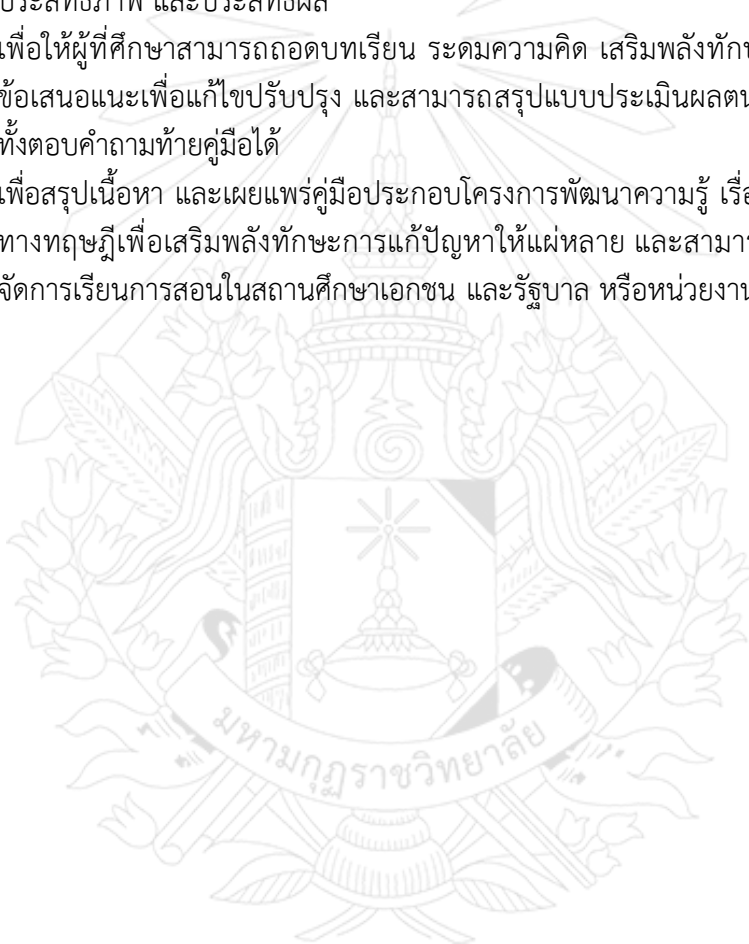 ประสิทธิภาพ และประสิทธิผล
เพื่อให้ผู้ที่ศึกษาสามารถถอดบทเรียน ระดมความคิด เสริมพลังทักษ
ข้อเสนอแนะเพื่อแก้ไขปรับปรุง และสามารถสรุปแบบประเมินผลตน
ทั้งตอบคำถามท้ายคู่มือได้
เพื่อสรุปเนื้อหา และเผยแพร่คู่มือประกอบโครงการพัฒนาความรู้ เรื่อ
ทางทฤษฎีเพื่อเสริมพลังทักษะการแก้ปัญหาให้แผ่หลาย และสามาร
จัดการเรียนการสอนในสถานศึกษาเอกชน และรัฐบาล หรือหน่วยงาน
มหามกุฏราชวิทยาลัย